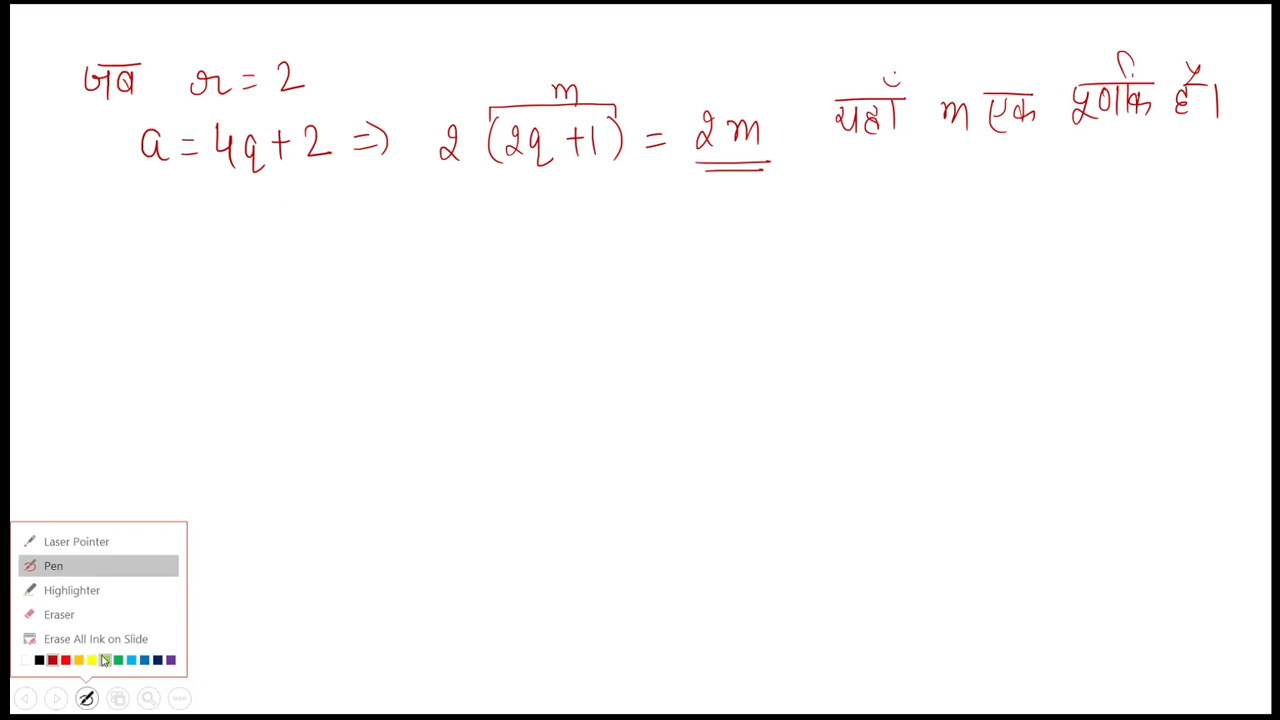 जब r = 2
m
a = 4q + 2 => 2 (2q + 1) = 2m यहाँ m एक पूर्णांक है।
Laser Pointer
Pen
Highlighter
Eraser
Erase All Ink on Slide